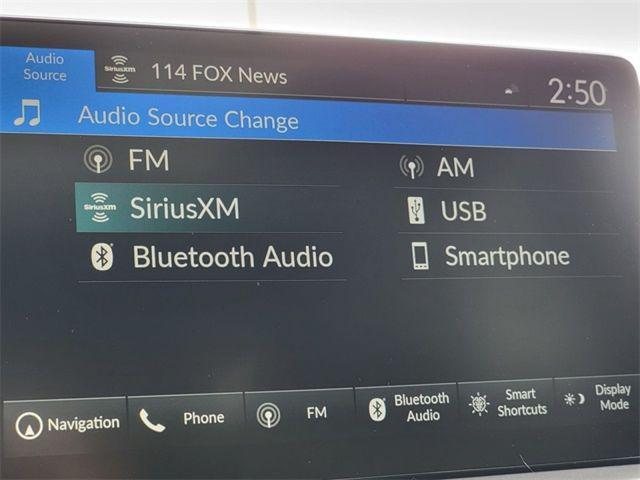 Audio
Source
SiriusXM
114 FOX News
2:50
Audio Source Change
FM
AM
SiriusXM
SiriusXM
USB
Bluetooth Audio
Smartphone
Navigation
Phone
FM
Bluetooth
Audio
Smart
Shortcuts
Display
Mode